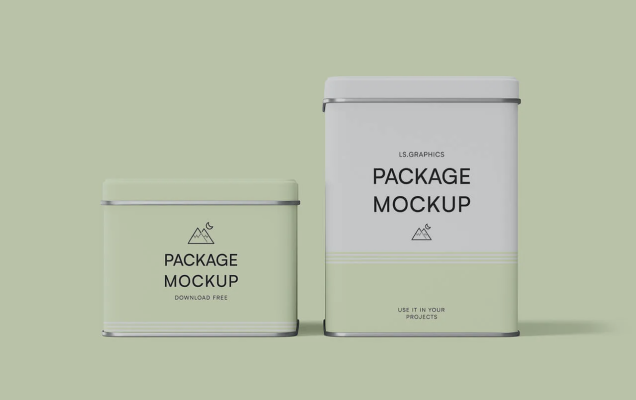 PACKAGE
MOCKUP
DOWNLOAD FREE
LS.GRAPHICS
PACKAGE
MOCKUP
USE IT IN YOUR
PROJECTS